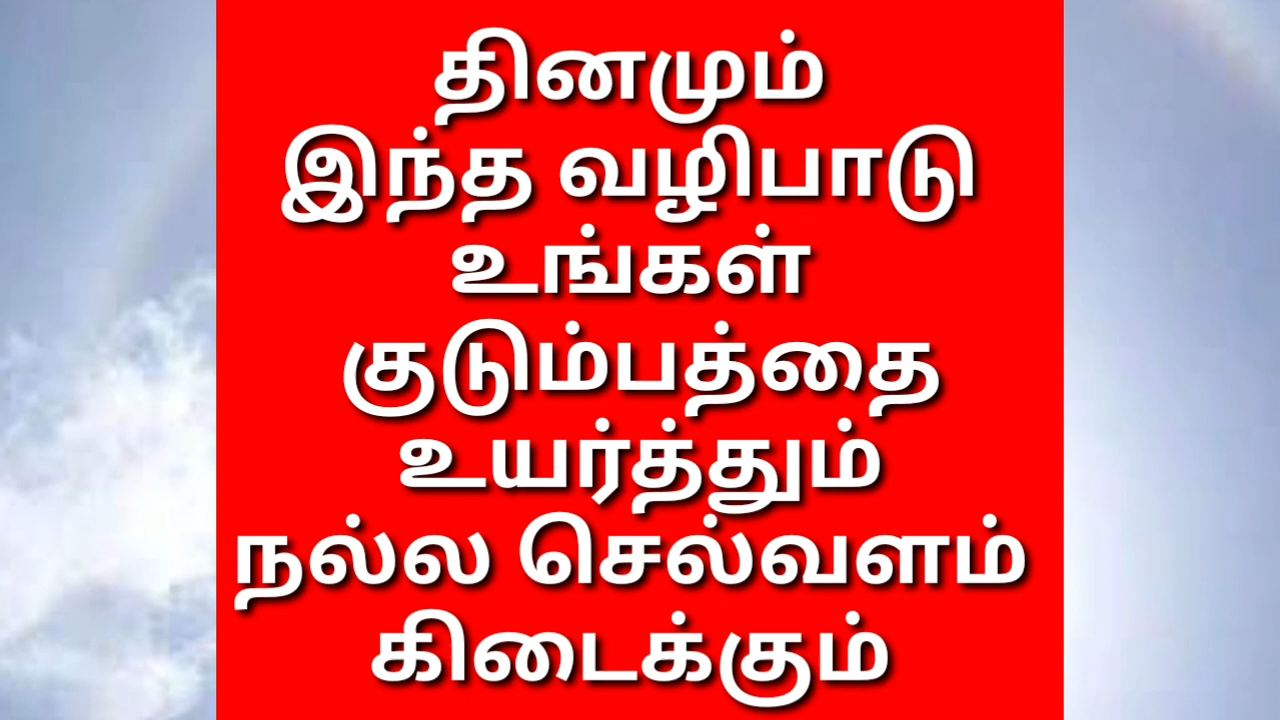 தினமும்
இந்த வழிபாடு
உங்கள்
குடும்பத்தை
உயர்த்தும்
நல்ல செல்வளம்
கிடைக்கும்